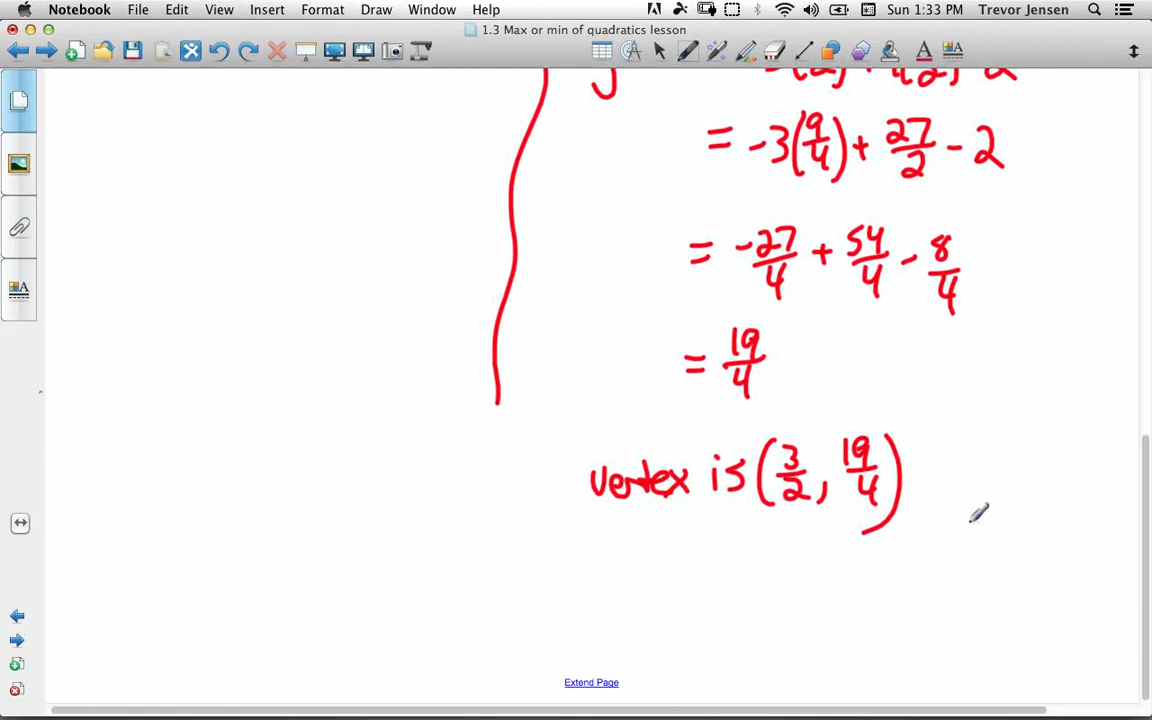 Notebook File Edit View Insert Format Draw Window Help Sun 1:33 PM Trevor Jensen
1.3 Max or min of quadratics lesson
y
= -3(9/4) + 27/2 - 2
= -27/4 + 54/4 - 8/4
= 19/4
vertex is (3/2, 19/4)
Extend Page